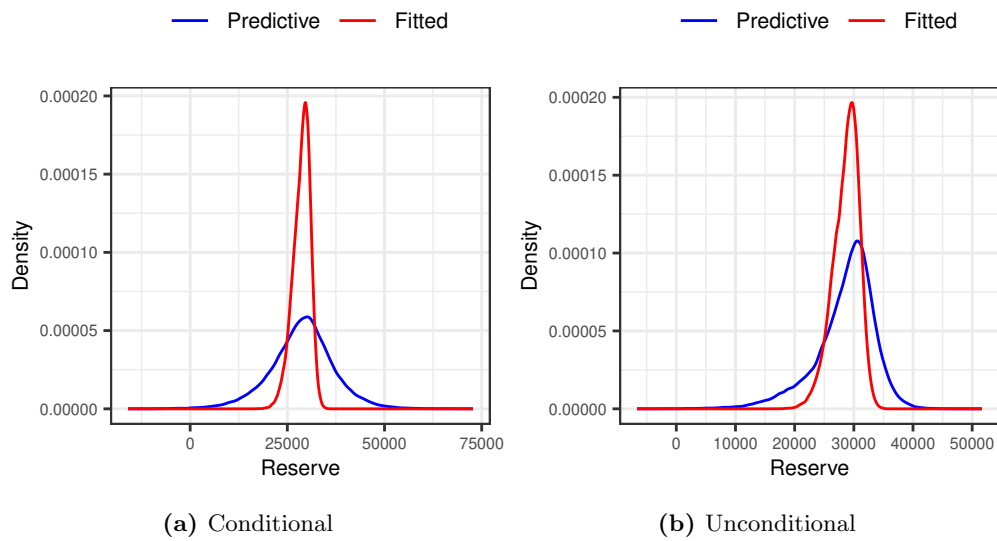 Predictive Fitted
Density
0.00020
0.00015
0.00010
0.00005
0.00000
0 25000 50000 75000
Reserve
(a) Conditional
Predictive Fitted
Density
0.00020
0.00015
0.00010
0.00005
0.00000
0 10000 20000 30000 40000 50000
Reserve
(b) Unconditional